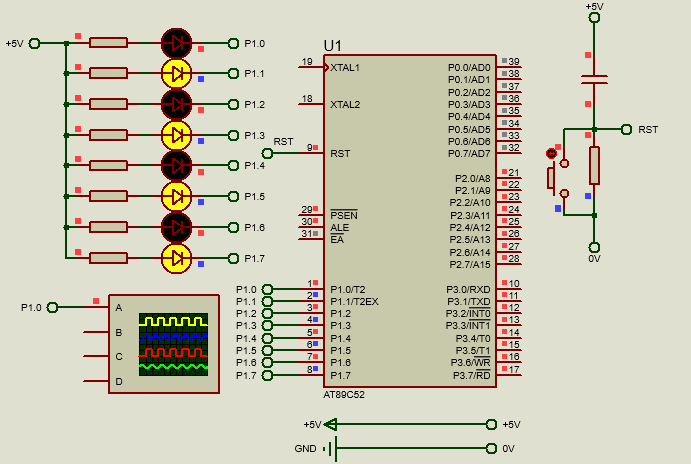 +5V
P1.0
P1.1
P1.2
P1.3
P1.4
P1.5
P1.6
P1.7
P1.0
A
B
C
D
U1
19 XTAL1
18 XTAL2
RST
9 RST
29 PSEN
30 ALE
31 EA
P1.0 1 P1.0/T2
P1.1 2 P1.1/T2EX
P1.2 3 P1.2
P1.3 4 P1.3
P1.4 5 P1.4
P1.5 6 P1.5
P1.6 7 P1.6
P1.7 8 P1.7
P0.0/AD0 39
P0.1/AD1 38
P0.2/AD2 37
P0.3/AD3 36
P0.4/AD4 35
P0.5/AD5 34
P0.6/AD6 33
P0.7/AD7 32
P2.0/A8 21
P2.1/A9 22
P2.2/A10 23
P2.3/A11 24
P2.4/A12 25
P2.5/A13 26
P2.6/A14 27
P2.7/A15 28
P3.0/RXD 10
P3.1/TXD 11
P3.2/INT0 12
P3.3/INT1 13
P3.4/T0 14
P3.5/T1 15
P3.6/WR 16
P3.7/RD 17
AT89C52
+5V
RST
0V
+5V +5V
GND 0V